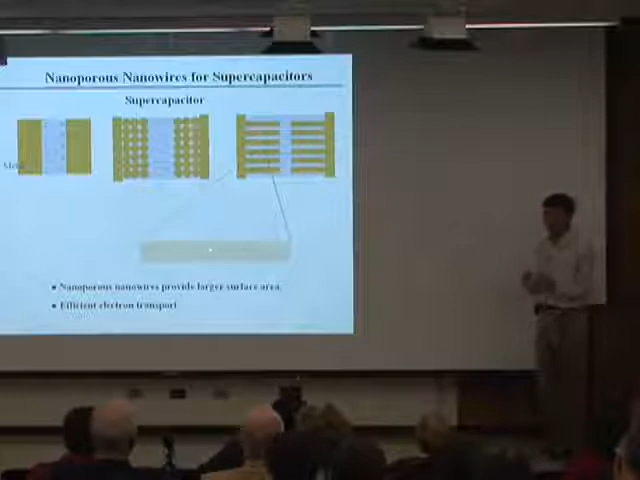 Nanoporous Nanowires for Supercapacitors
Supercapacitor
• Nanoporous nanowires provide larger surface area.
• Efficient electron transport